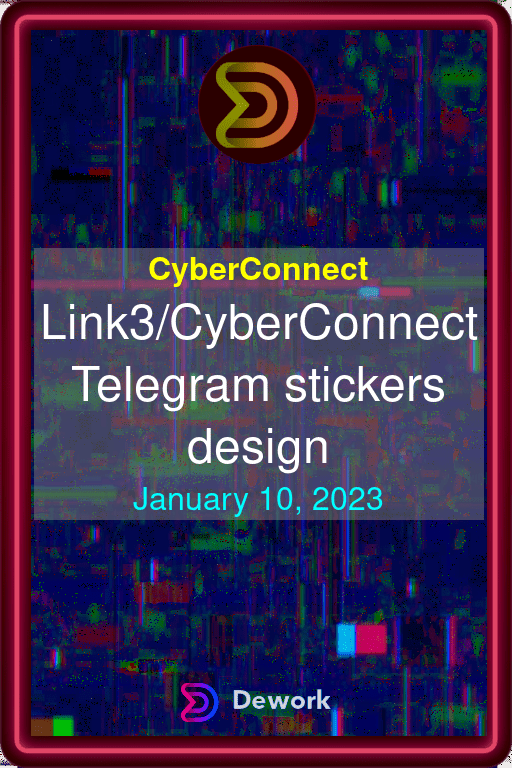 CyberConnect
Link3/CyberConnect
Telegram stickers
design
January 10, 2023
Dework